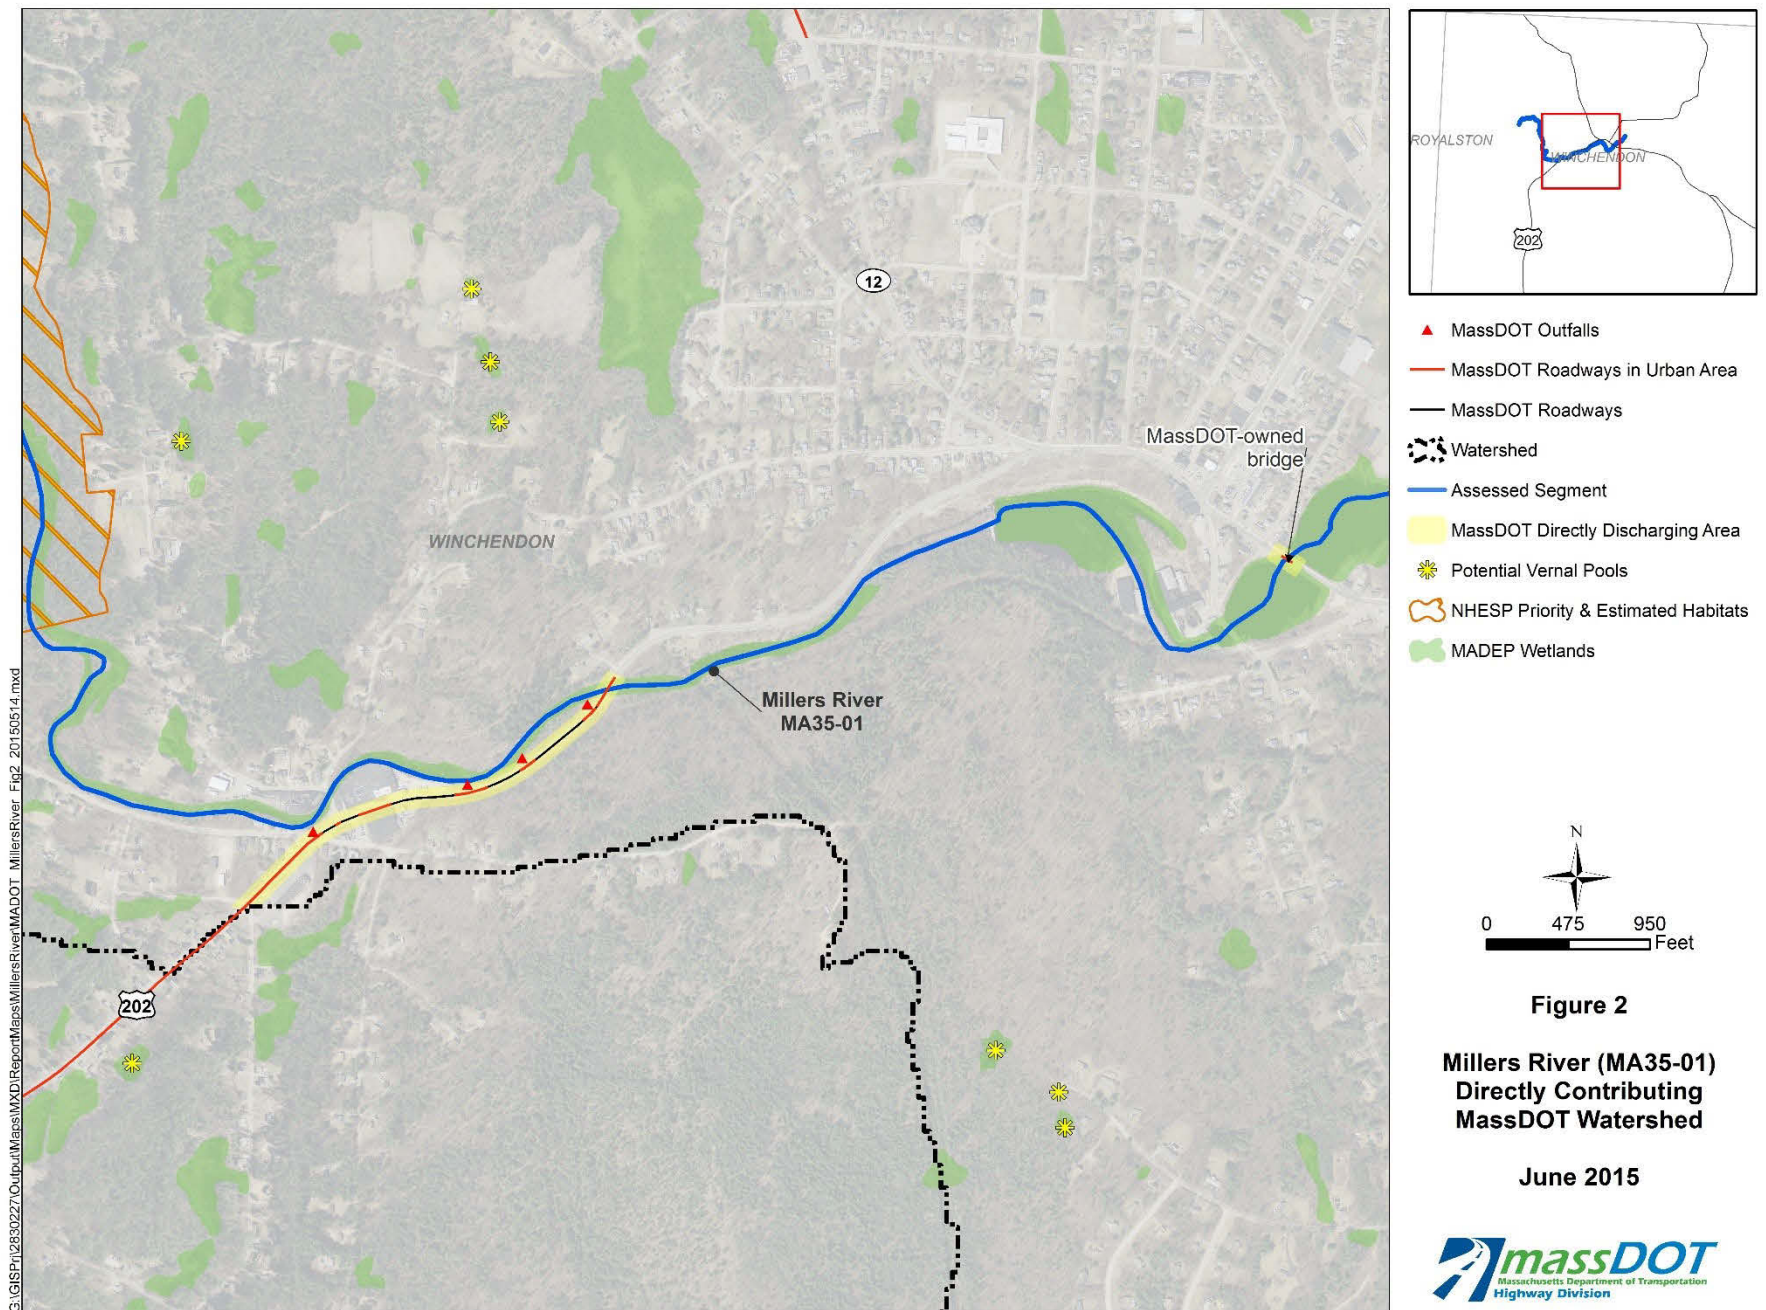 12
MassDOT-owned
bridge
WINCHENDON
Millers River
MA35-01
202
G:\GISPrj\2830227\Output\Maps\MXD\ReportMaps\MillersRiver\MADOT_MillersRiver_Fig2_20150514.mxd
ROYALSTON
WINCHENDON
202
MassDOT Outfalls
MassDOT Roadways in Urban Area
MassDOT Roadways
Watershed
Assessed Segment
MassDOT Directly Discharging Area
Potential Vernal Pools
NHESP Priority & Estimated Habitats
MADEP Wetlands
N
0 475 950
Feet
Figure 2
Millers River (MA35-01)
Directly Contributing
MassDOT Watershed
June 2015
massDOT
Massachusetts Department of Transportation
Highway Division